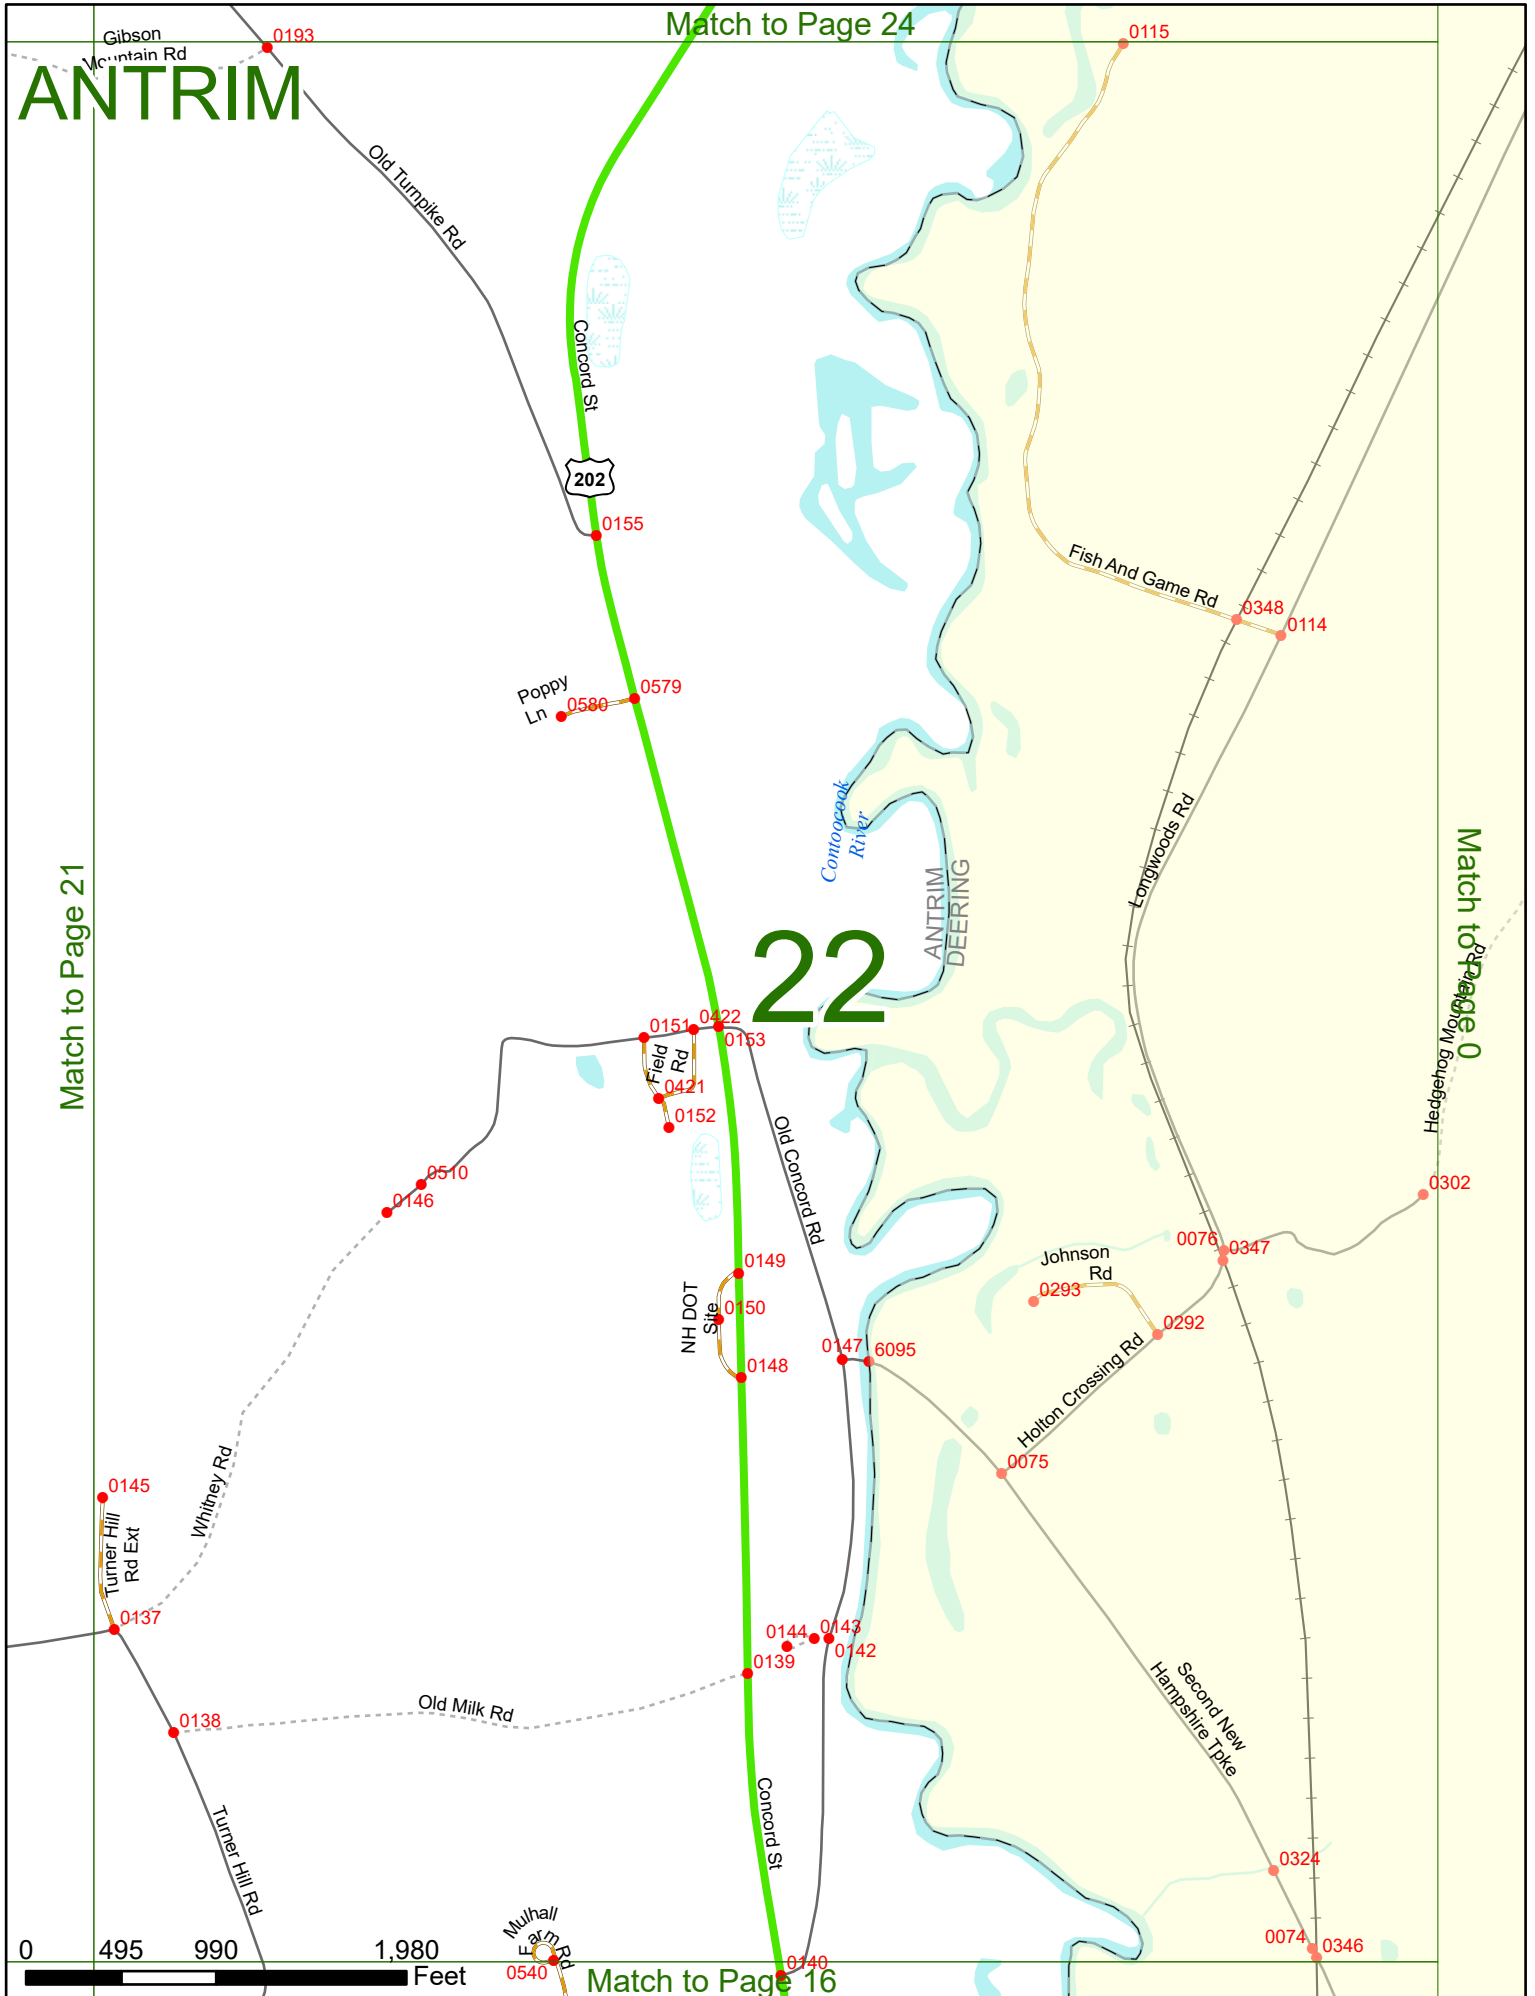 Match to Page 24
Gibson
Mountain Rd
0193
0115
ANTRIM
Old Turnpike Rd
Concord St
202
0155
Fish And Game Rd
0348
0114
Poppy
Ln
0580
0579
Contoocook
River
Longwoods Rd
ANTRIM
DEERING
Match to Page 21
Match to Page 0
22
Hedgehog Mountain Rd
0151
0422
0153
Field
Rd
0421
0152
Old Concord Rd
0510
0146
0302
0076
0347
0149
Johnson
Rd
0293
NH DOT
Site
0150
0292
0147
6095
0148
Holton Crossing Rd
0075
Whitney Rd
0145
Turner Hill
Rd Ext
0137
0144
0143
0142
0139
Second New
Hampshire Tpke
Old Milk Rd
0138
Concord St
Turner Hill Rd
0324
Mulhall
Farm Rd
0540
0074
0346
0140
0 495 990 1,980
Feet
Match to Page 16